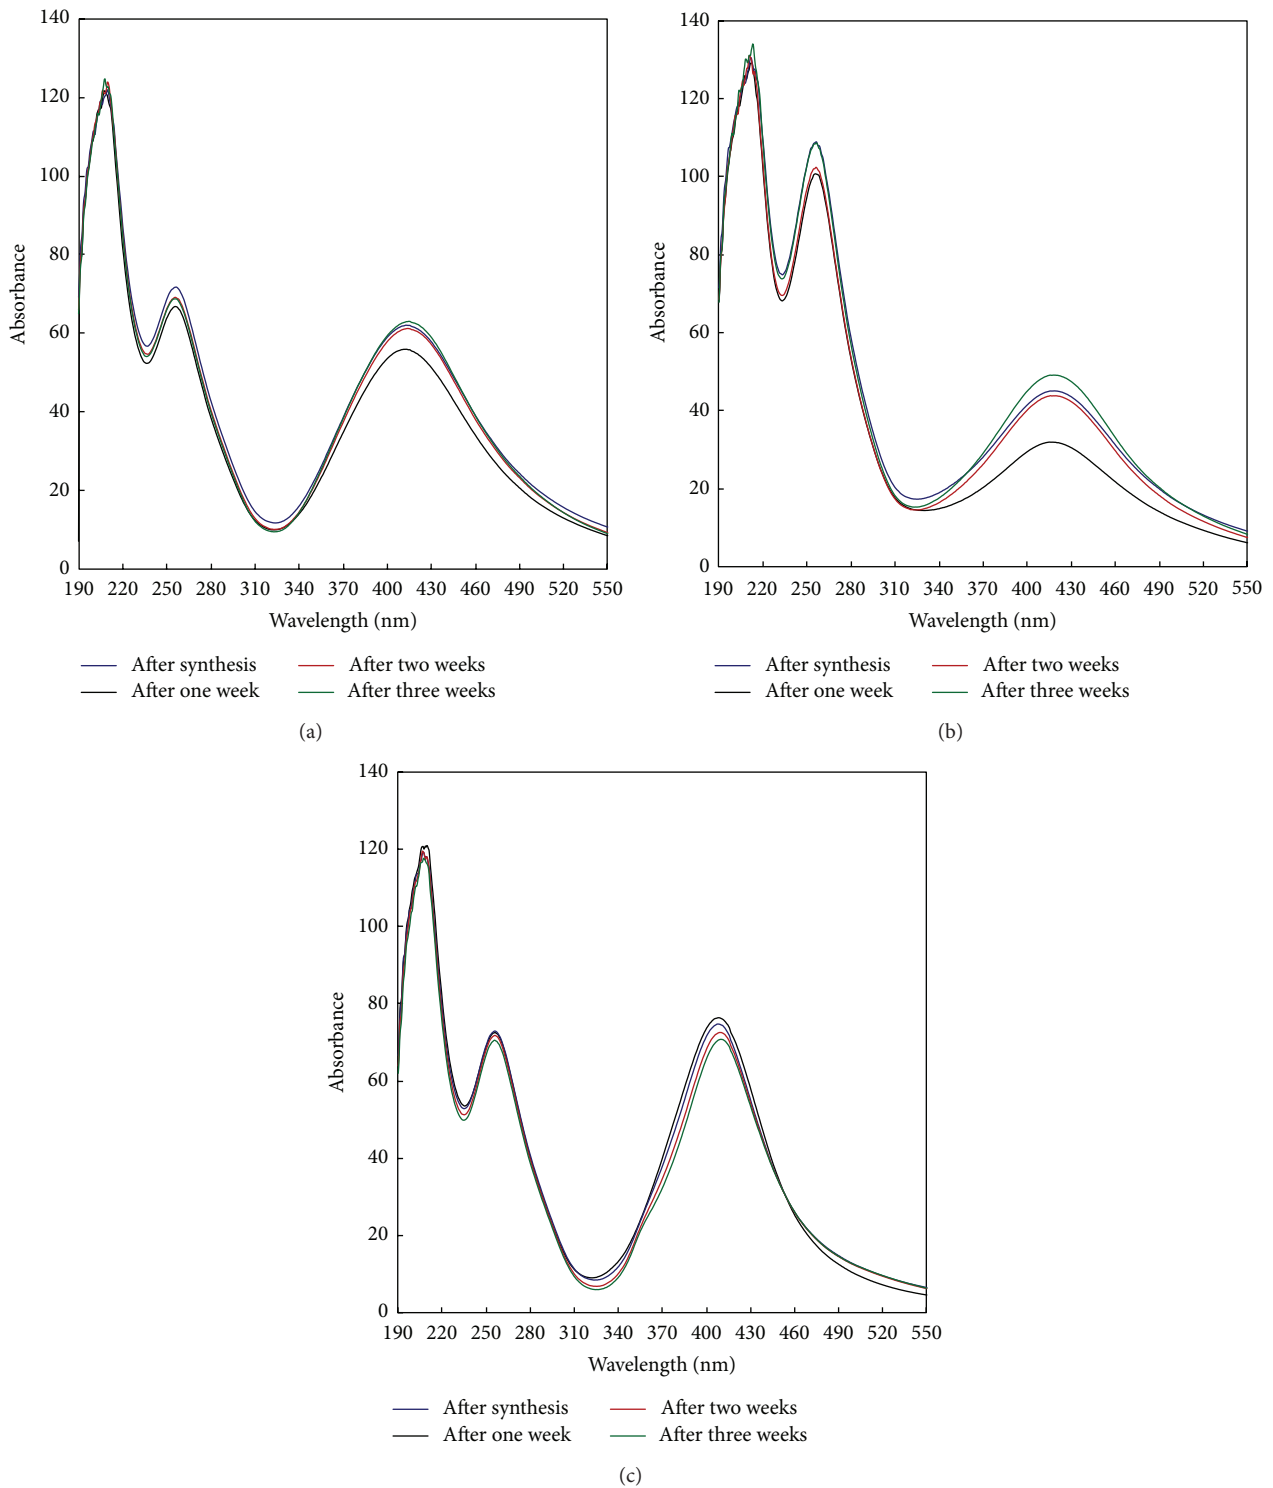 140
120
100
80
60
40
20
0
Absorbance
190 220 250 280 310 340 370 400 430 460 490 520 550
Wavelength (nm)
After synthesis After two weeks
After one week After three weeks
(a)
140
120
100
80
60
40
20
0
Absorbance
190 220 250 280 310 340 370 400 430 460 490 520 550
Wavelength (nm)
After synthesis After two weeks
After one week After three weeks
(b)
140
120
100
80
60
40
20
0
Absorbance
190 220 250 280 310 340 370 400 430 460 490 520 550
Wavelength (nm)
After synthesis After two weeks
After one week After three weeks
(c)